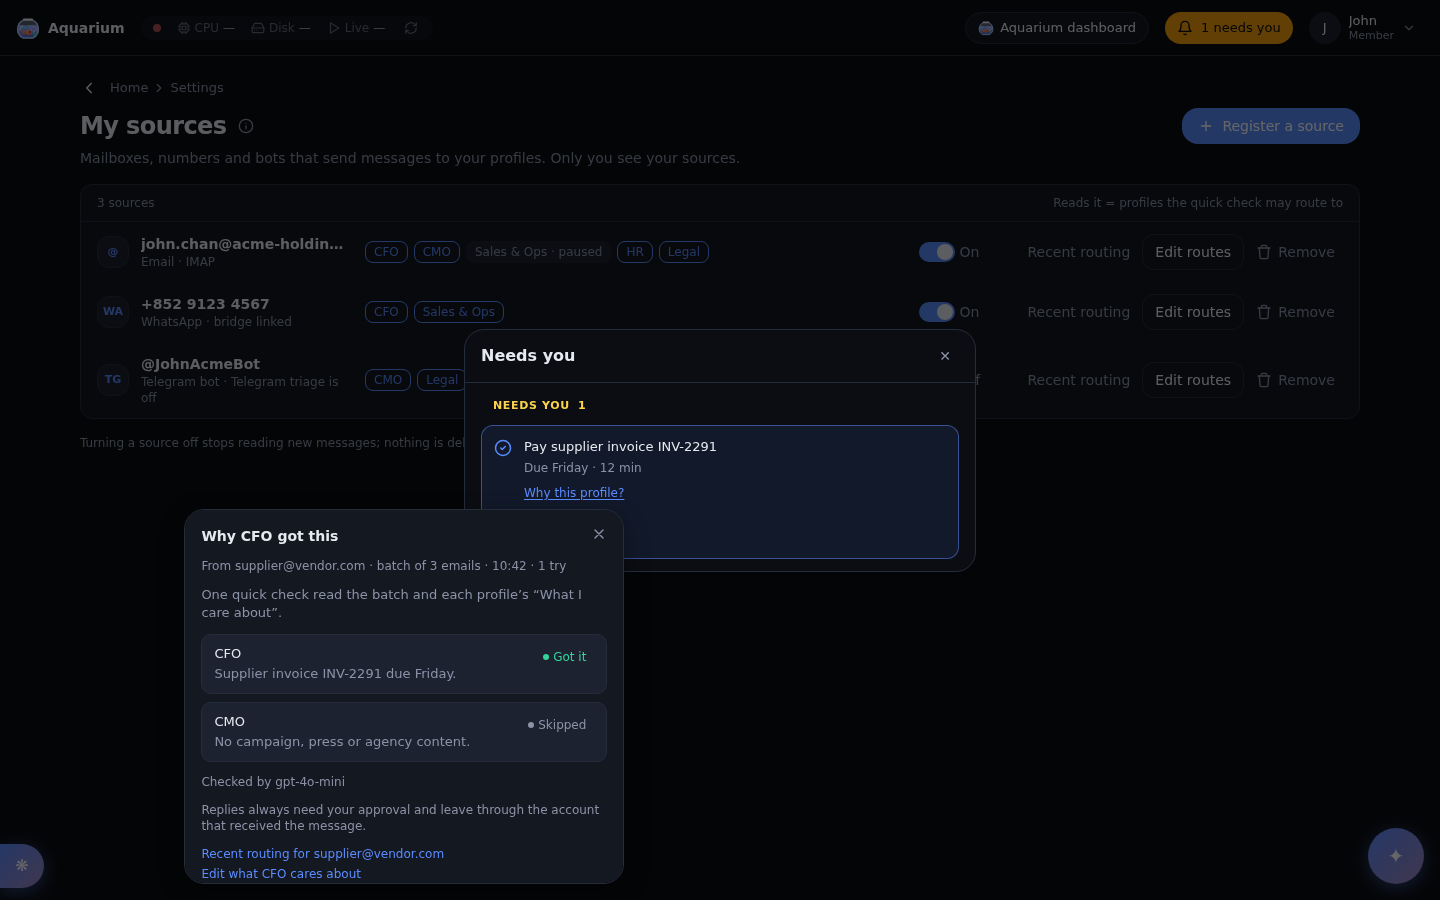 Aquarium
CPU —
Disk —
Live —
Aquarium dashboard
1 needs you
J
John
Member
Home
Settings
My sources
Register a source
Mailboxes, numbers and bots that send messages to your profiles. Only you see your sources.
3 sources
Reads it = profiles the quick check may route to
@
john.chan@acme-holdin…
Email · IMAP
CFO
CMO
Sales & Ops · paused
HR
Legal
On
Recent routing
Edit routes
Remove
WA
+852 9123 4567
WhatsApp · bridge linked
CFO
Sales & Ops
On
Recent routing
Edit routes
Remove
TG
@JohnAcmeBot
Telegram bot · Telegram triage is
off
CMO
Legal
Recent routing
Edit routes
Remove
Turning a source off stops reading new messages; nothing is
Needs you
NEEDS YOU 1
Pay supplier invoice INV-2291
Due Friday · 12 min
Why this profile?
Why CFO got this
From supplier@vendor.com · batch of 3 emails · 10:42 · 1 try
One quick check read the batch and each profile’s “What I
care about”.
CFO
Got it
Supplier invoice INV-2291 due Friday.
CMO
Skipped
No campaign, press or agency content.
Checked by gpt-4o-mini
Replies always need your approval and leave through the account
that received the message.
Recent routing for supplier@vendor.com
Edit what CFO cares about